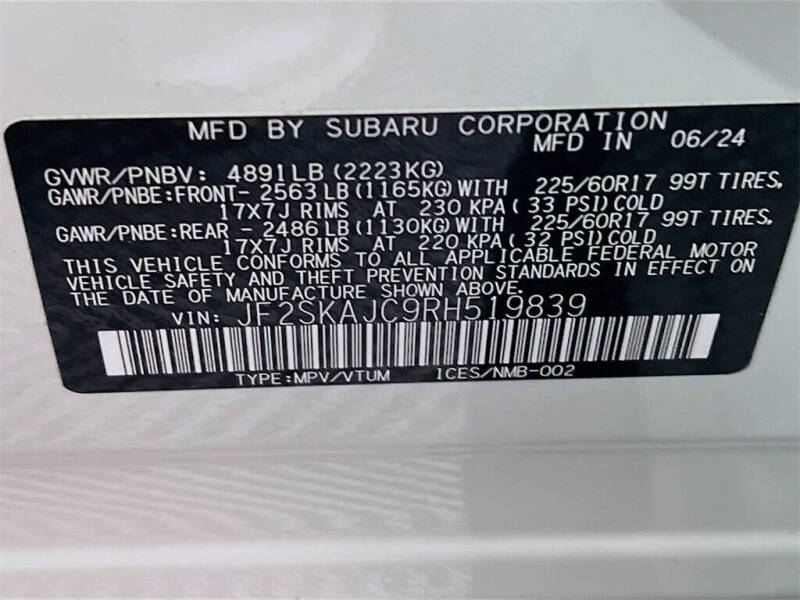 MFD BY SUBARU CORPORATION
MFD IN 06/24
GVWR/PNBV: 4891LB (2223KG)
GAWR/PNBE:FRONT- 2563LB(1165KG)WITH 225/60R17 99T TIRES,
17X7J RIMS AT 230 KPA( 33 PSI)COLD
GAWR/PNBE:REAR - 2486LB(1130KG)WITH 225/60R17 99T TIRES,
17X7J RIMS AT 220 KPA( 32 PSI)COLD
THIS VEHICLE CONFORMS TO ALL APPLICABLE FEDERAL MOTOR
VEHICLE SAFETY AND THEFT PREVENTION STANDARDS IN EFFECT ON
THE DATE OF MANUFACTURE SHOWN ABOVE.
VIN: JF2SKAJC9RH519839
TYPE:MPV/VTUM ICES/NMB-002